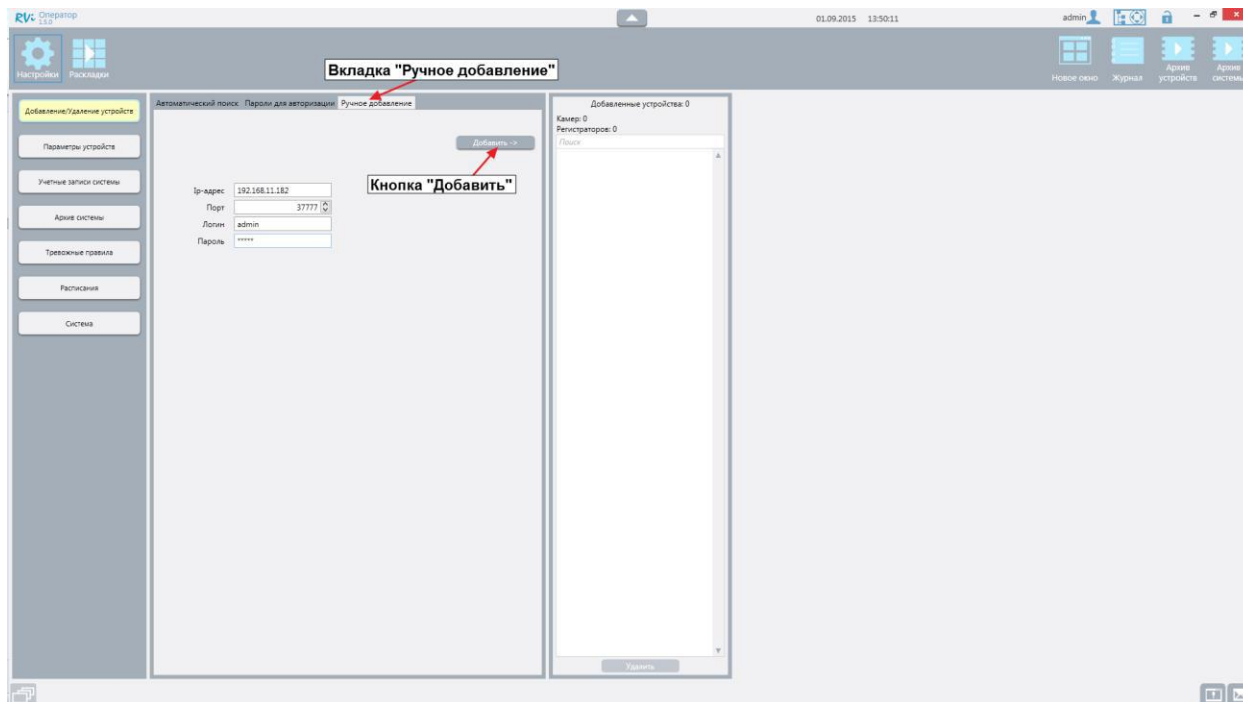 RVi Оператор
1.5.0
01.09.2015 13:50:11
admin
Настройки Раскладки
Вкладка "Ручное добавление"
Новое окно Журнал Архив устройств Архив системы
Добавление/Удаление устройств
Параметры устройств
Учетные записи системы
Архив системы
Тревожные правила
Расписания
Система
Автоматический поиск Пароли для авторизации Ручное добавление
Добавить ->
Кнопка "Добавить"
Ip-адрес 192.168.11.182
Порт 37777
Логин admin
Пароль *****
Добавленные устройства: 0
Камер: 0
Регистраторов: 0
Поиск
Удалить